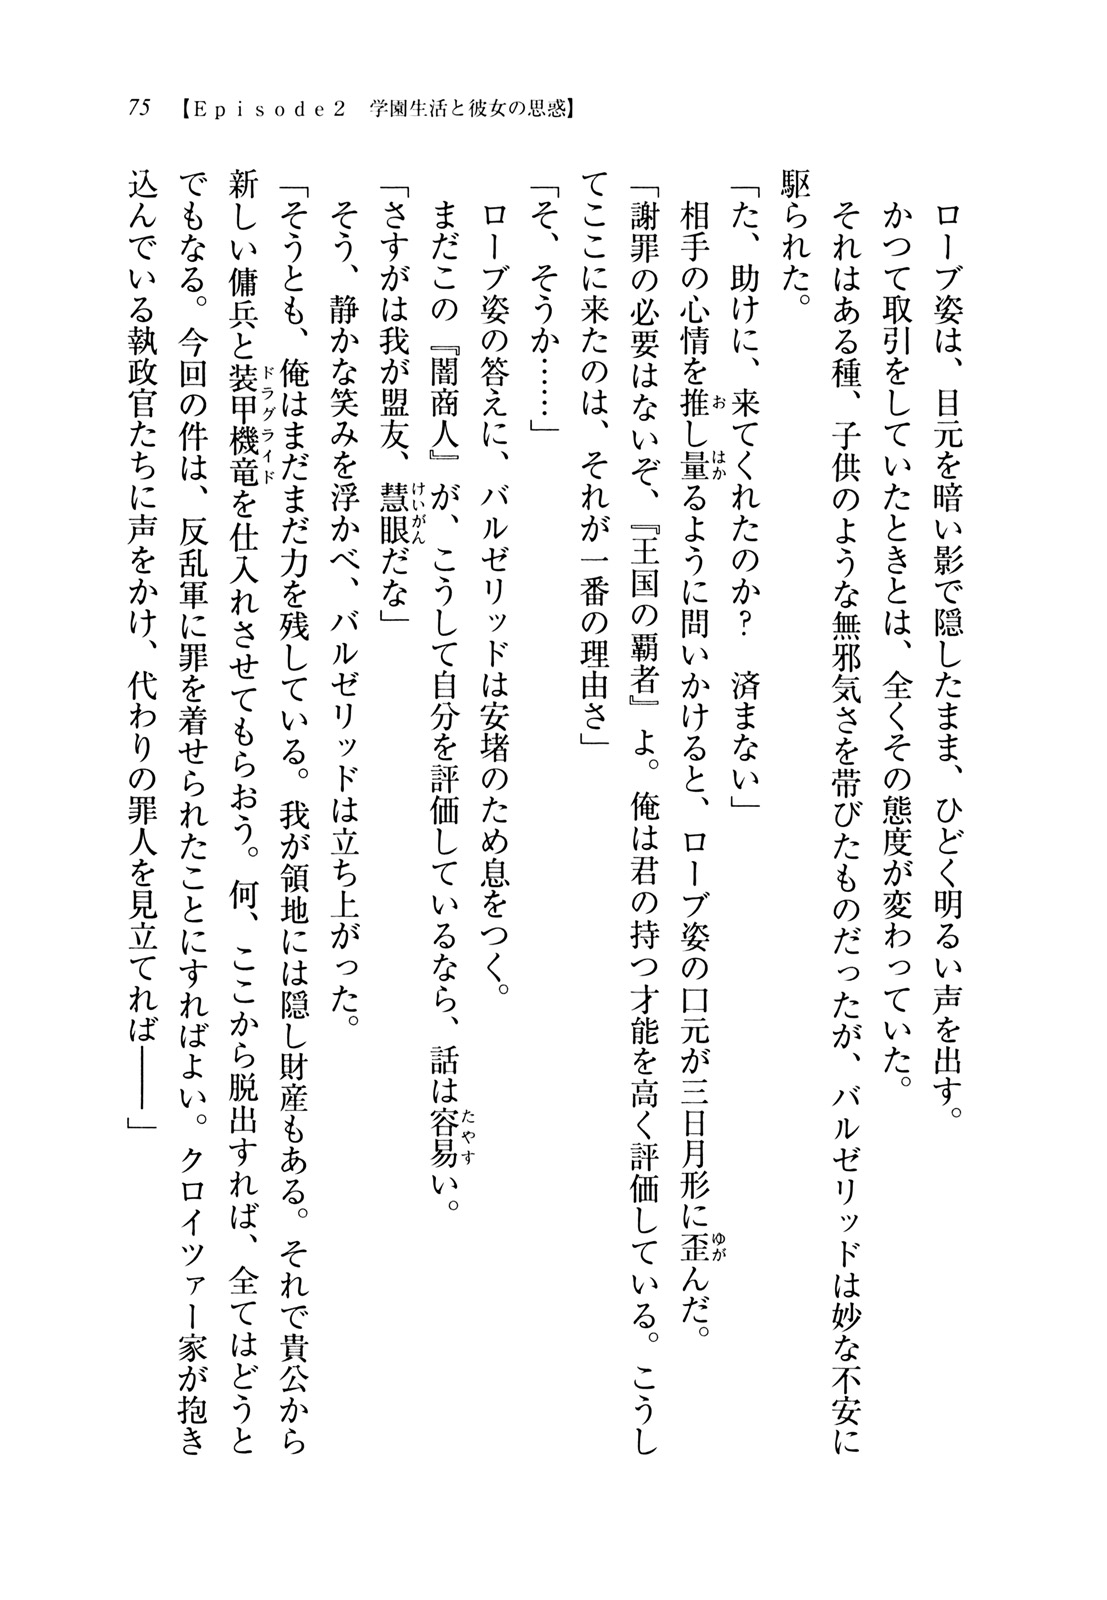 75 【Ｅｐｉｓｏｄｅ２　学園生活と彼女の思惑】
　ローブ姿は、目元を暗い影で隠したまま、ひどく明るい声を出す。
　かつて取引をしていたときとは、全くその態度が変わっていた。
　それはある種、子供のような無邪気さを帯びたものだったが、バルゼリッドは妙な不安に
駆られた。
「た、助けに、来てくれたのか？　済まない」
　相手の心情を推し量るように問いかけると、ローブ姿の口元が三日月形に歪んだ。
「謝罪の必要はないぞ、『王国の覇者』よ。俺は君の持つ才能を高く評価している。こうし
てここに来たのは、それが一番の理由さ」
「そ、そうか……」
　ローブ姿の答えに、バルゼリッドは安堵のため息をつく。
　まだこの『闇商人』が、こうして自分を評価しているなら、話は容易い。
「さすがは我が盟友、慧眼だな」
　そう、静かな笑みを浮かべ、バルゼリッドは立ち上がった。
「そうとも、俺はまだまだ力を残している。我が領地には隠し財産もある。それで貴公から
新しい傭兵と装甲機竜を仕入れさせてもらおう。何、ここから脱出すれば、全てはどうと
でもなる。今回の件は、反乱軍に罪を着せられたことにすればよい。クロイツァー家が抱き
込んでいる執政官たちに声をかけ、代わりの罪人を見立てれば――」